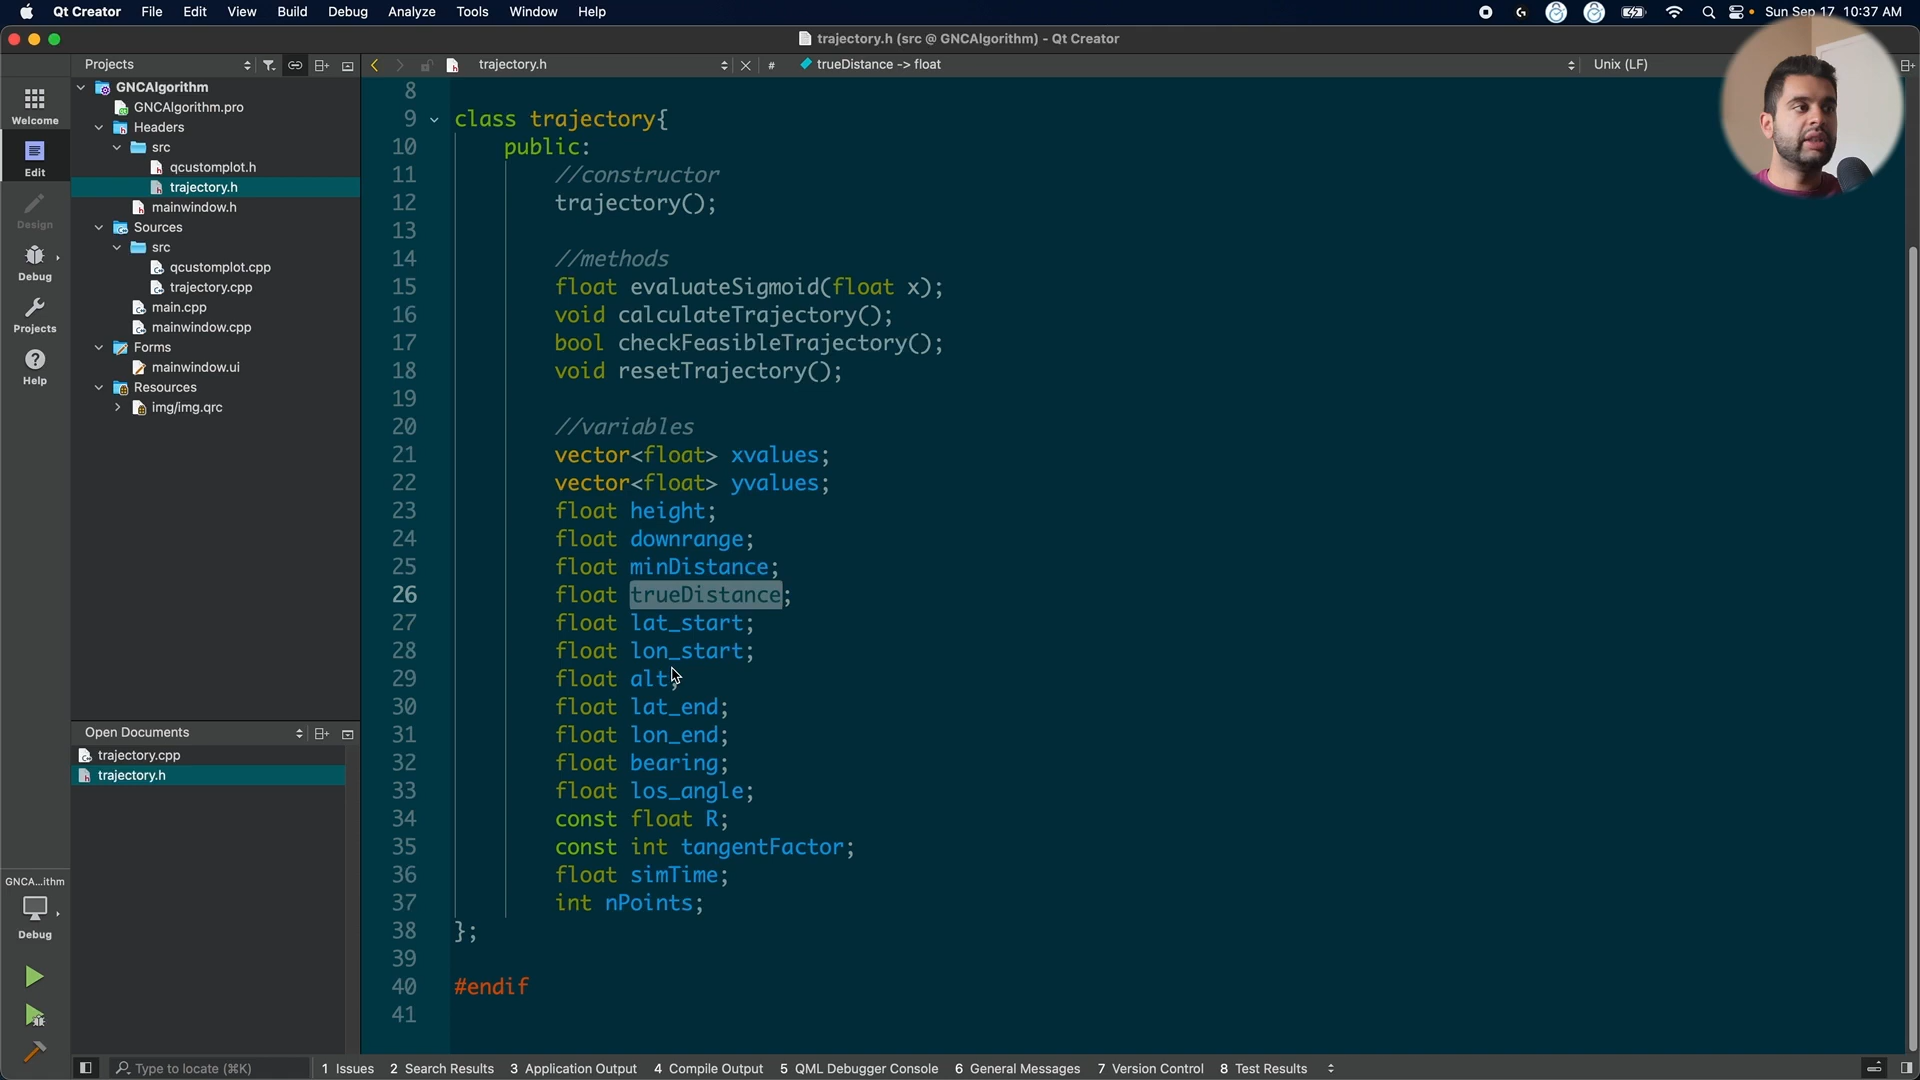 Qt Creator File Edit View Build Debug Analyze Tools Window Help Sun Sep 17 10:37 AM
trajectory.h (src @ GNCAlgorithm) - Qt Creator
Projects trajectory.h # trueDistance -> float Unix (LF)
Welcome
Edit
Design
Debug
Projects
Help
GNCAlgorithm
GNCAlgorithm.pro
Headers
src
qcustomplot.h
trajectory.h
mainwindow.h
Sources
src
qcustomplot.cpp
trajectory.cpp
main.cpp
mainwindow.cpp
Forms
mainwindow.ui
Resources
img/img.qrc
Open Documents
trajectory.cpp
trajectory.h
GNCA...ithm
Debug
8
9 class trajectory{
10 public:
11 //constructor
12 trajectory();
13
14 //methods
15 float evaluateSigmoid(float x);
16 void calculateTrajectory();
17 bool checkFeasibleTrajectory();
18 void resetTrajectory();
19
20 //variables
21 vector<float> xvalues;
22 vector<float> yvalues;
23 float height;
24 float downrange;
25 float minDistance;
26 float trueDistance;
27 float lat_start;
28 float lon_start;
29 float alt;
30 float lat_end;
31 float lon_end;
32 float bearing;
33 float los_angle;
34 const float R;
35 const int tangentFactor;
36 float simTime;
37 int nPoints;
38 };
39
40 #endif
41
Type to locate (⌘K) 1 Issues 2 Search Results 3 Application Output 4 Compile Output 5 QML Debugger Console 6 General Messages 7 Version Control 8 Test Results